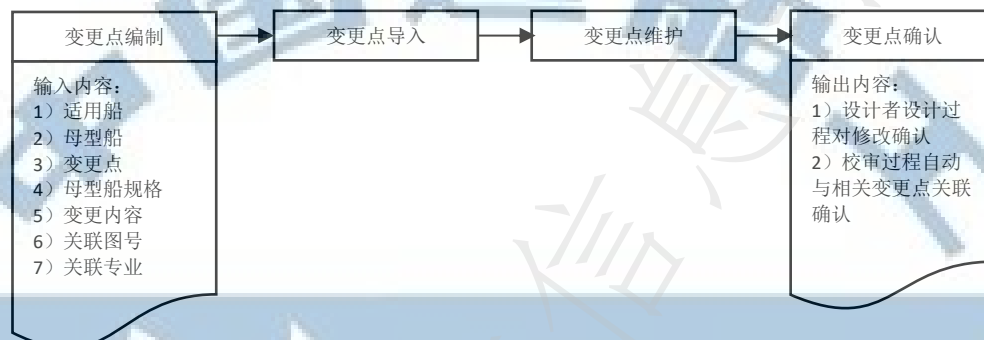 变更点编制
变更点导入
变更点维护
变更点确认
输入内容：
1）适用船
2）母型船
3）变更点
4）母型船规格
5）变更内容
6）关联图号
7）关联专业
输出内容：
1）设计者设计过
程对修改确认
2）校审过程自动
与相关变更点关联
确认